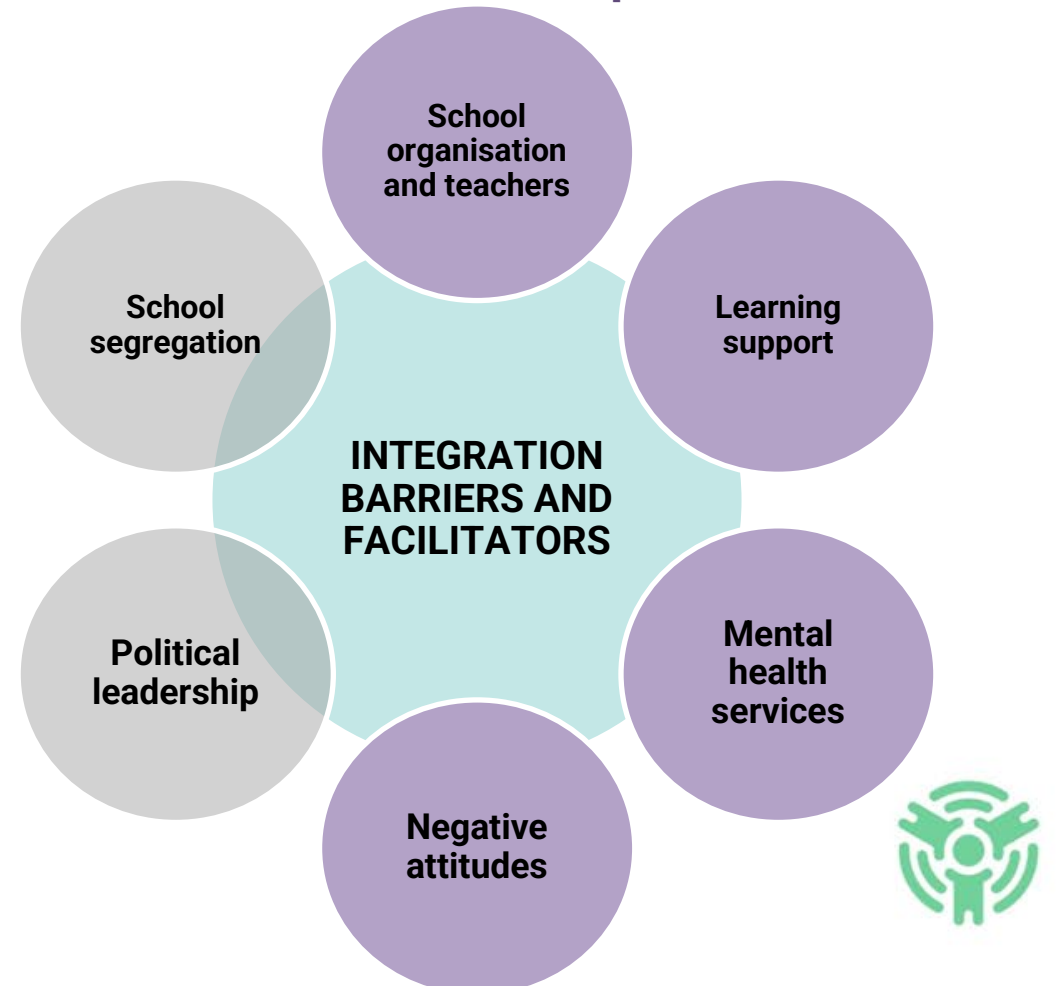 School
organisation
and teachers
School
segregation
Learning
support
INTEGRATION
BARRIERS AND
FACILITATORS
Political
leadership
Mental
health
services
Negative
attitudes